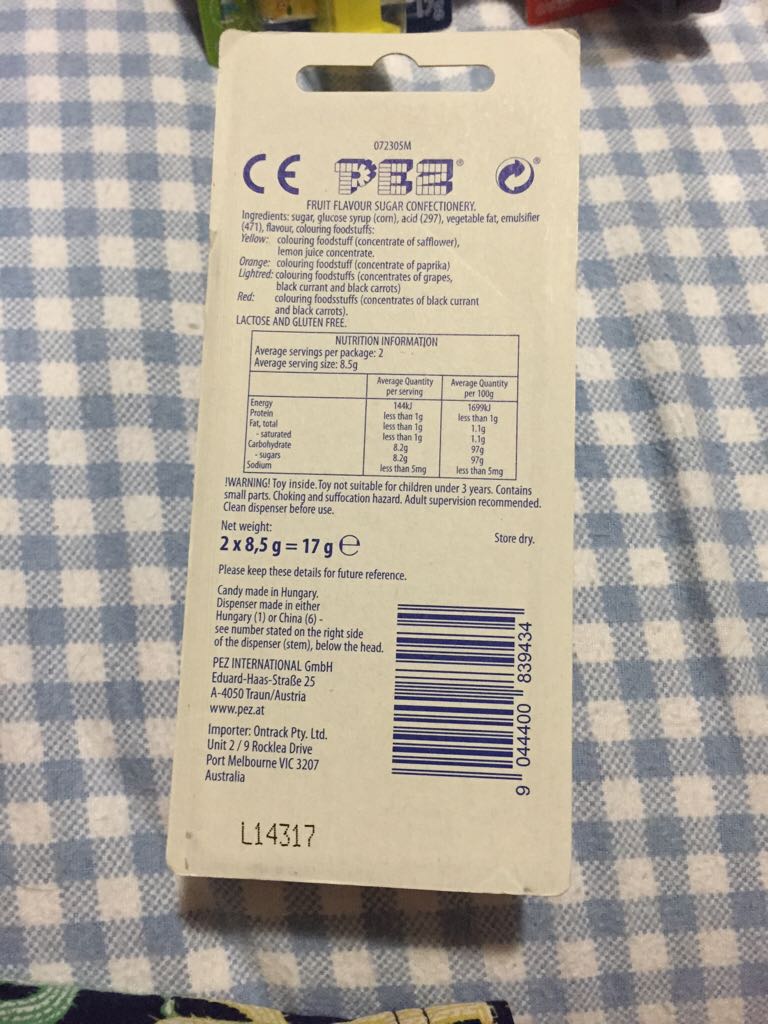 07230SM
CE PEZ®
FRUIT FLAVOUR SUGAR CONFECTIONERY.
Ingredients: sugar, glucose syrup (corn), acid (297), vegetable fat, emulsifier
(471), flavour, colouring foodstuffs:
Yellow: colouring foodstuff (concentrate of safflower),
lemon juice concentrate.
Orange: colouring foodstuff (concentrate of paprika)
Lightred: colouring foodstuffs (concentrates of grapes,
black currant and black carrots)
Red: colouring foodsstuffs (concentrates of black currant
and black carrots).
LACTOSE AND GLUTEN FREE.
NUTRITION INFORMATION
Average servings per package: 2
Average serving size: 8.5g
Average Quantity per serving Average Quantity per 100g
Energy 144kJ 1699kJ
Protein less than 1g less than 1g
Fat, total less than 1g 1.1g
- saturated less than 1g 1.1g
Carbohydrate 8.2g 97g
- sugars 8.2g 97g
Sodium less than 5mg less than 5mg
!WARNING! Toy inside. Toy not suitable for children under 3 years. Contains
small parts. Choking and suffocation hazard. Adult supervision recommended.
Clean dispenser before use.
Net weight:
2 x 8,5 g = 17 g e
Store dry.
Please keep these details for future reference.
Candy made in Hungary.
Dispenser made in either
Hungary (1) or China (6) -
see number stated on the right side
of the dispenser (stem), below the head.
PEZ INTERNATIONAL GmbH
Eduard-Haas-Straße 25
A-4050 Traun/Austria
www.pez.at
Importer: Ontrack Pty. Ltd.
Unit 2 / 9 Rocklea Drive
Port Melbourne VIC 3207
Australia
9 044400 839434
L14317